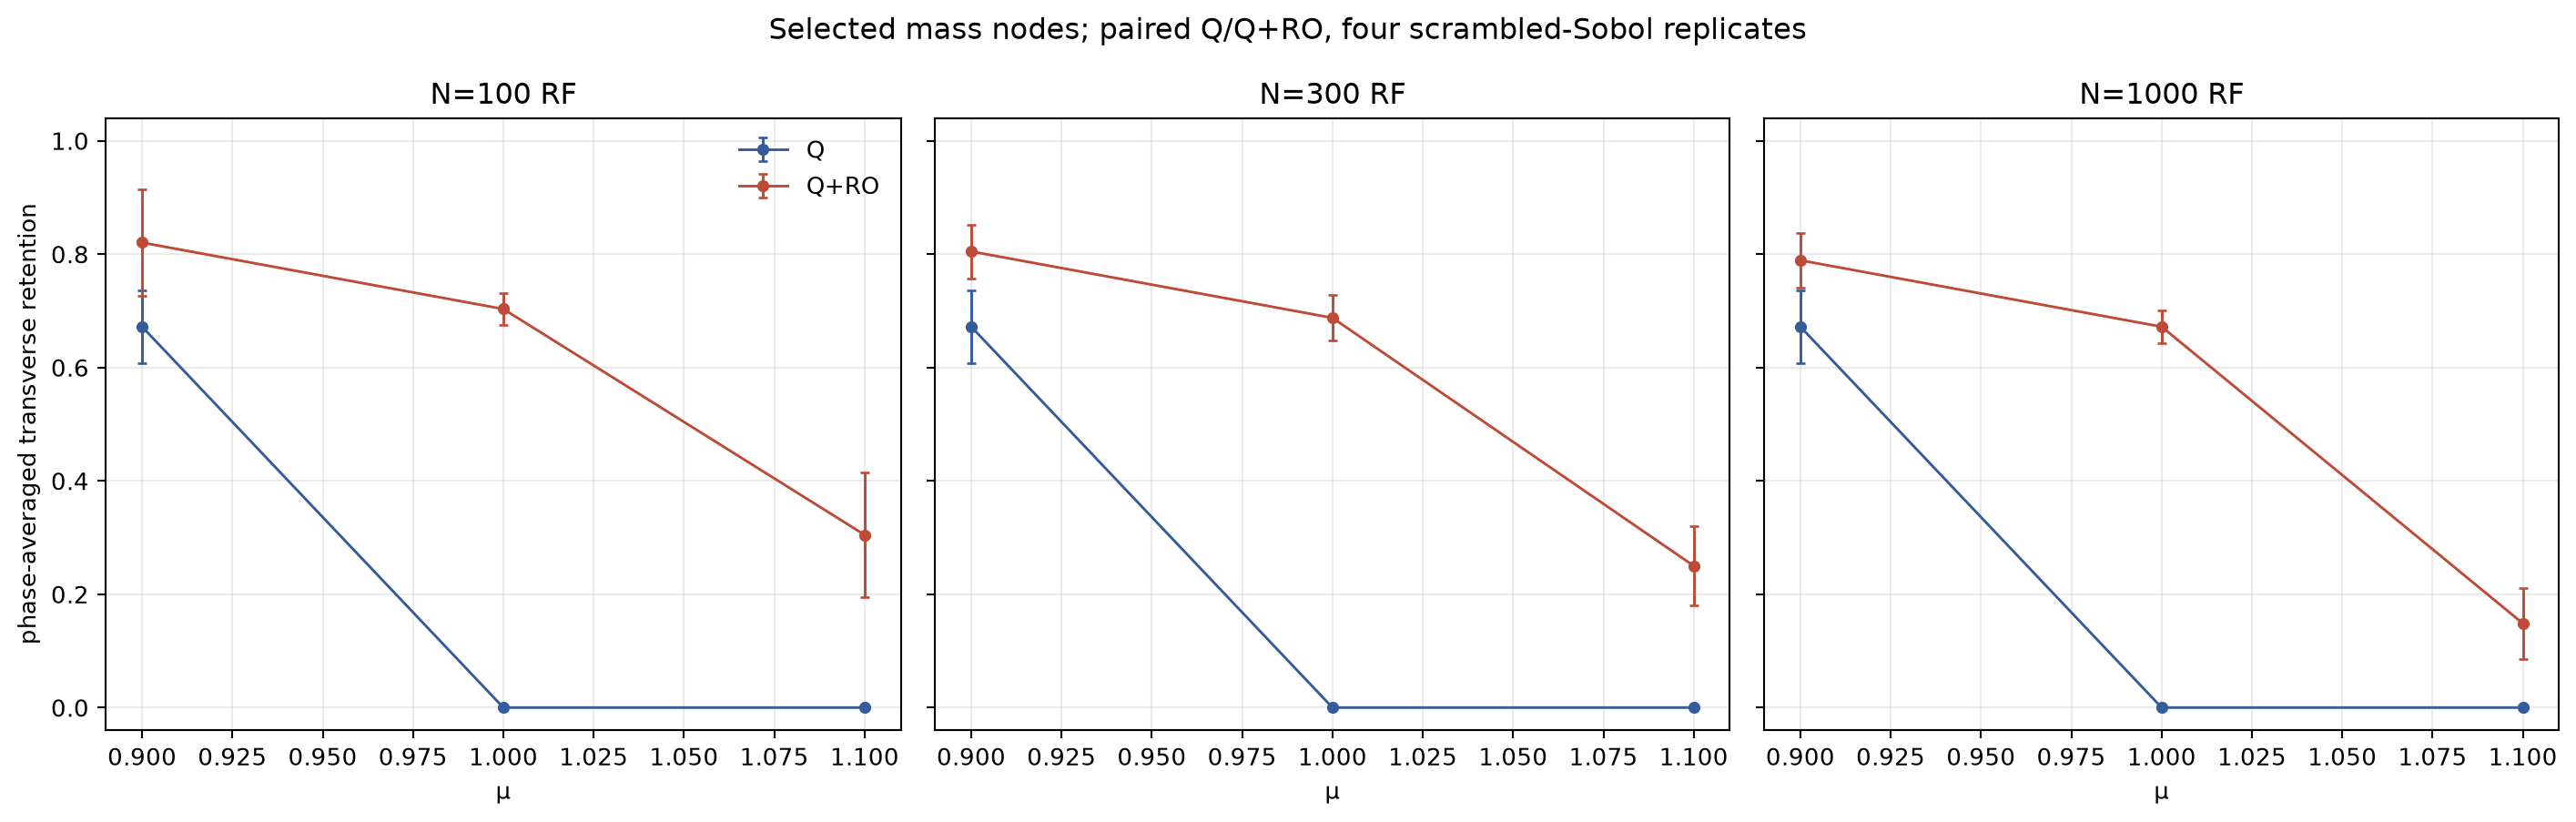 Selected mass nodes; paired Q/Q+RO, four scrambled-Sobol replicates
N=100 RF
N=300 RF
N=1000 RF
phase-averaged transverse retention
1.0
0.8
0.6
0.4
0.2
0.0
Q
Q+RO
0.900 0.925 0.950 0.975 1.000 1.025 1.050 1.075 1.100
μ
0.900 0.925 0.950 0.975 1.000 1.025 1.050 1.075 1.100
μ
0.900 0.925 0.950 0.975 1.000 1.025 1.050 1.075 1.100
μ